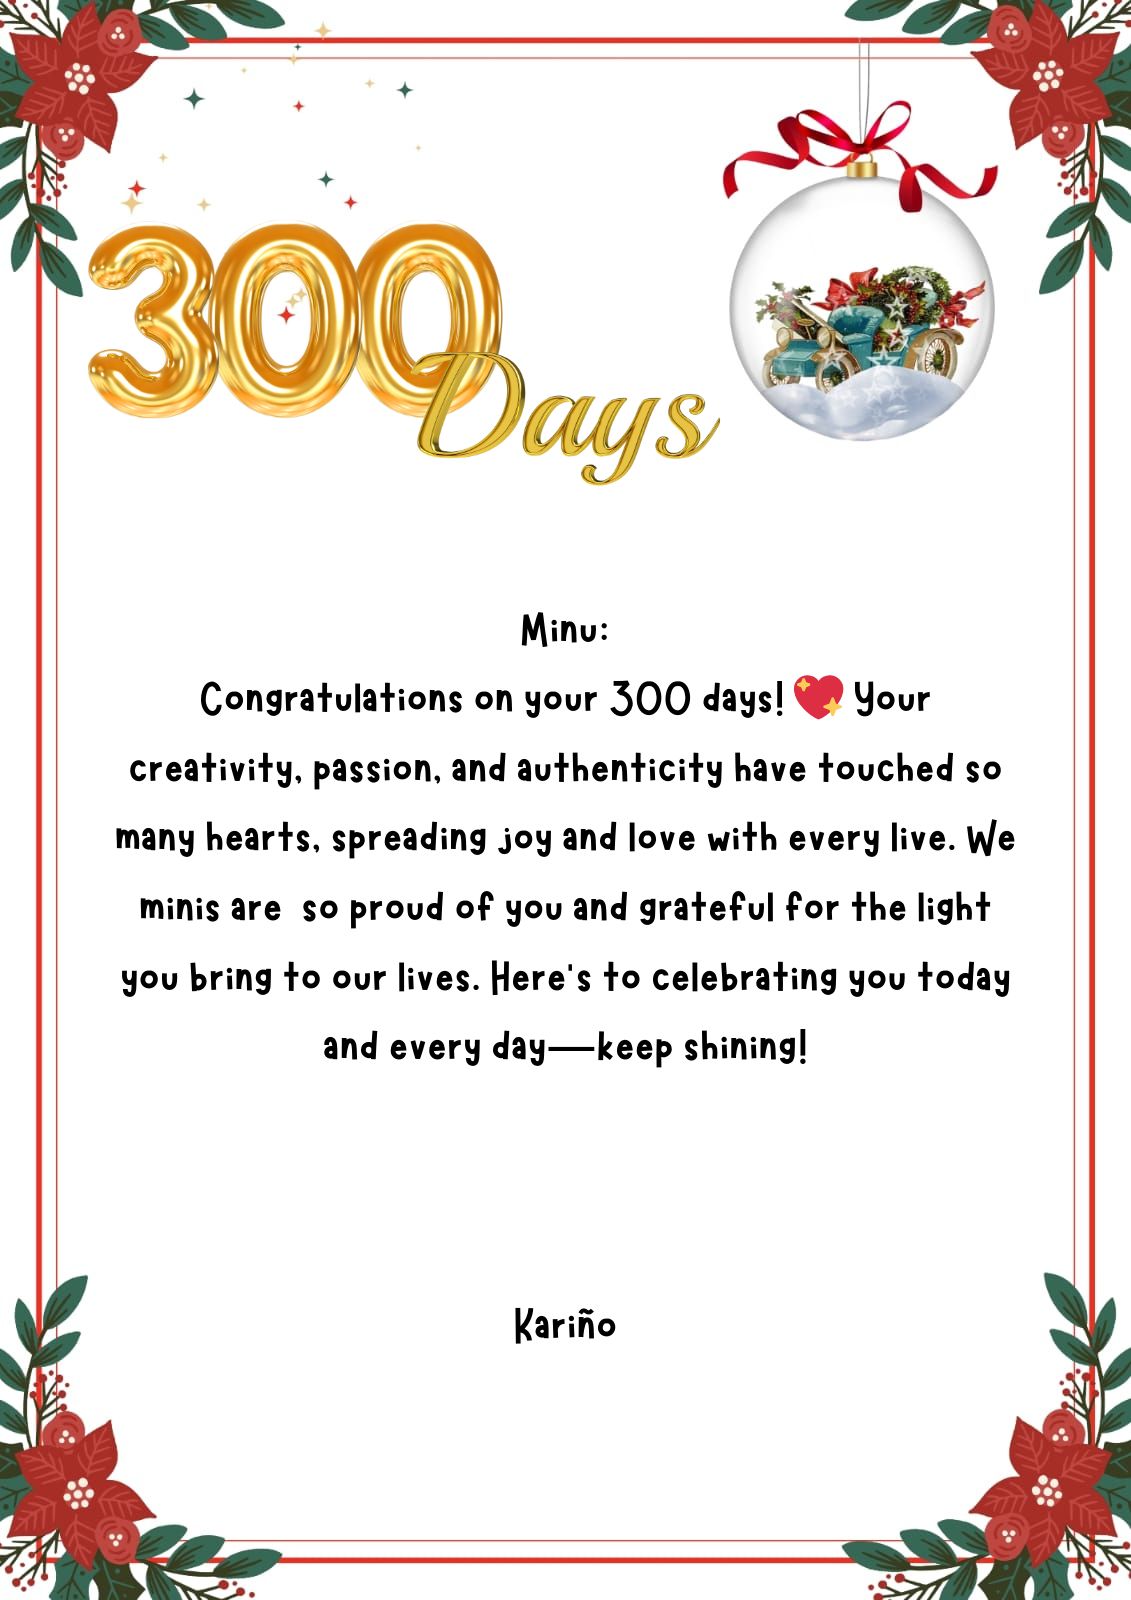 300
Days
Minu:
Congratulations on your 300 days! 💖 Your
creativity, passion, and authenticity have touched so
many hearts, spreading joy and love with every live. We
minis are  so proud of you and grateful for the light
you bring to our lives. Here's to celebrating you today
and every day—keep shining!
Kariño